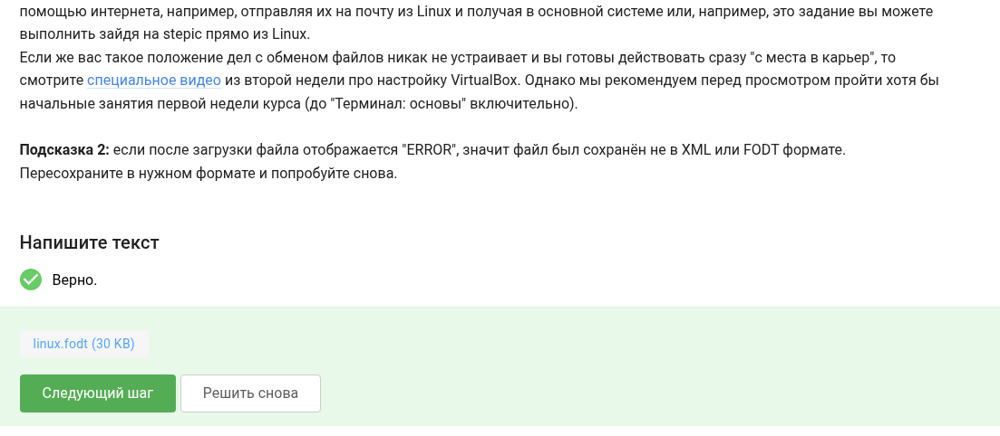 помощью интернета, например, отправляя их на почту из Linux и получая в основной системе или, например, это задание вы можете
выполнить зайдя на stepic прямо из Linux.
Если же вас такое положение дел с обменом файлов никак не устраивает и вы готовы действовать сразу "с места в карьер", то
смотрите специальное видео из второй недели про настройку VirtualBox. Однако мы рекомендуем перед просмотром пройти хотя бы
начальные занятия первой недели курса (до "Терминал: основы" включительно).
Подсказка 2: если после загрузки файла отображается "ERROR", значит файл был сохранён не в XML или FODT формате.
Пересохраните в нужном формате и попробуйте снова.
Напишите текст
Верно.
linux.fodt (30 KB)
Следующий шаг
Решить снова